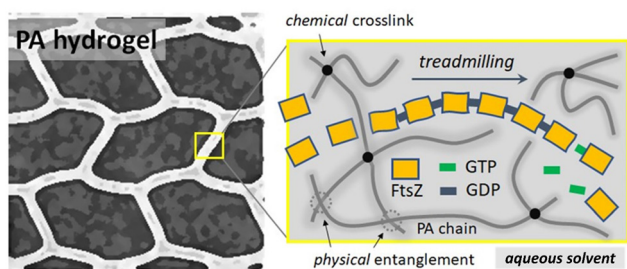 PA hydrogel
chemical crosslink
treadmilling
GTP
FtsZ
GDP
PA chain
physical entanglement
aqueous solvent